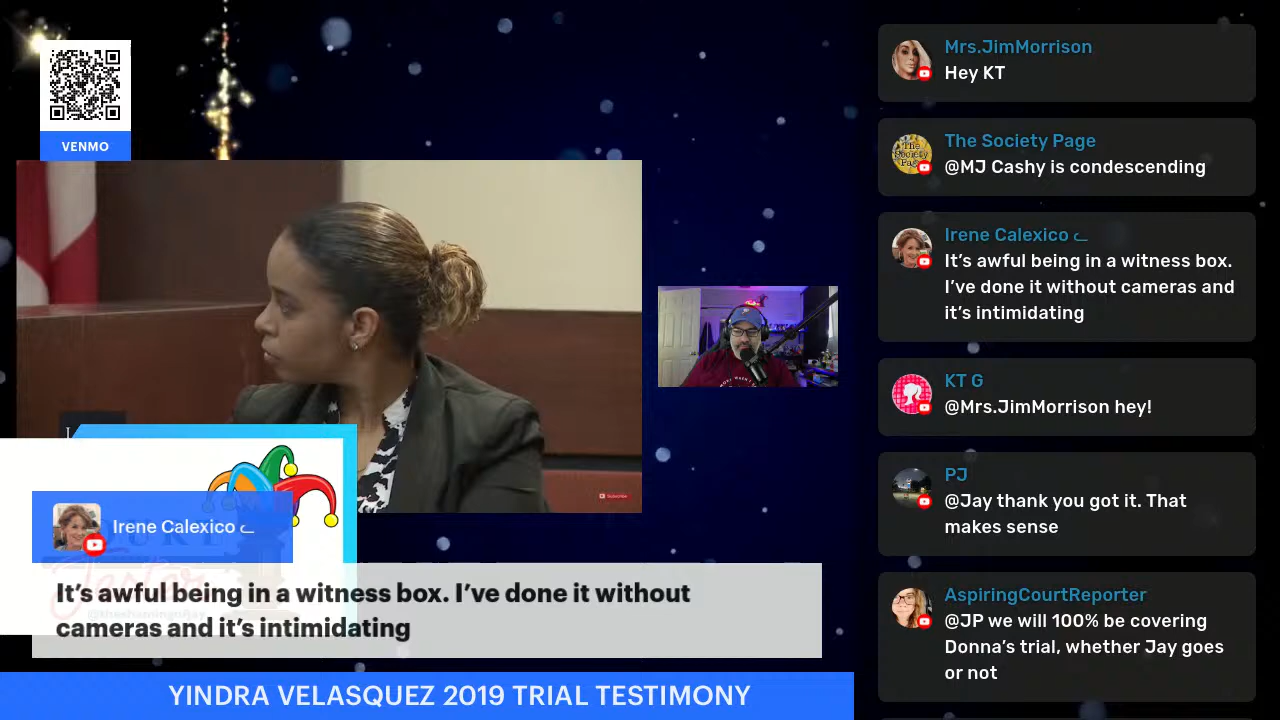 VENMO
Irene Calexico
It's awful being in a witness box. I've done it without
cameras and it's intimidating
YINDRA VELASQUEZ 2019 TRIAL TESTIMONY
Mrs.JimMorrison
Hey KT
The Society Page
@MJ Cashy is condescending
Irene Calexico
It's awful being in a witness box.
I've done it without cameras and
it's intimidating
KT G
@Mrs.JimMorrison hey!
PJ
@Jay thank you got it. That
makes sense
AspiringCourtReporter
@JP we will 100% be covering
Donna's trial, whether Jay goes
or not